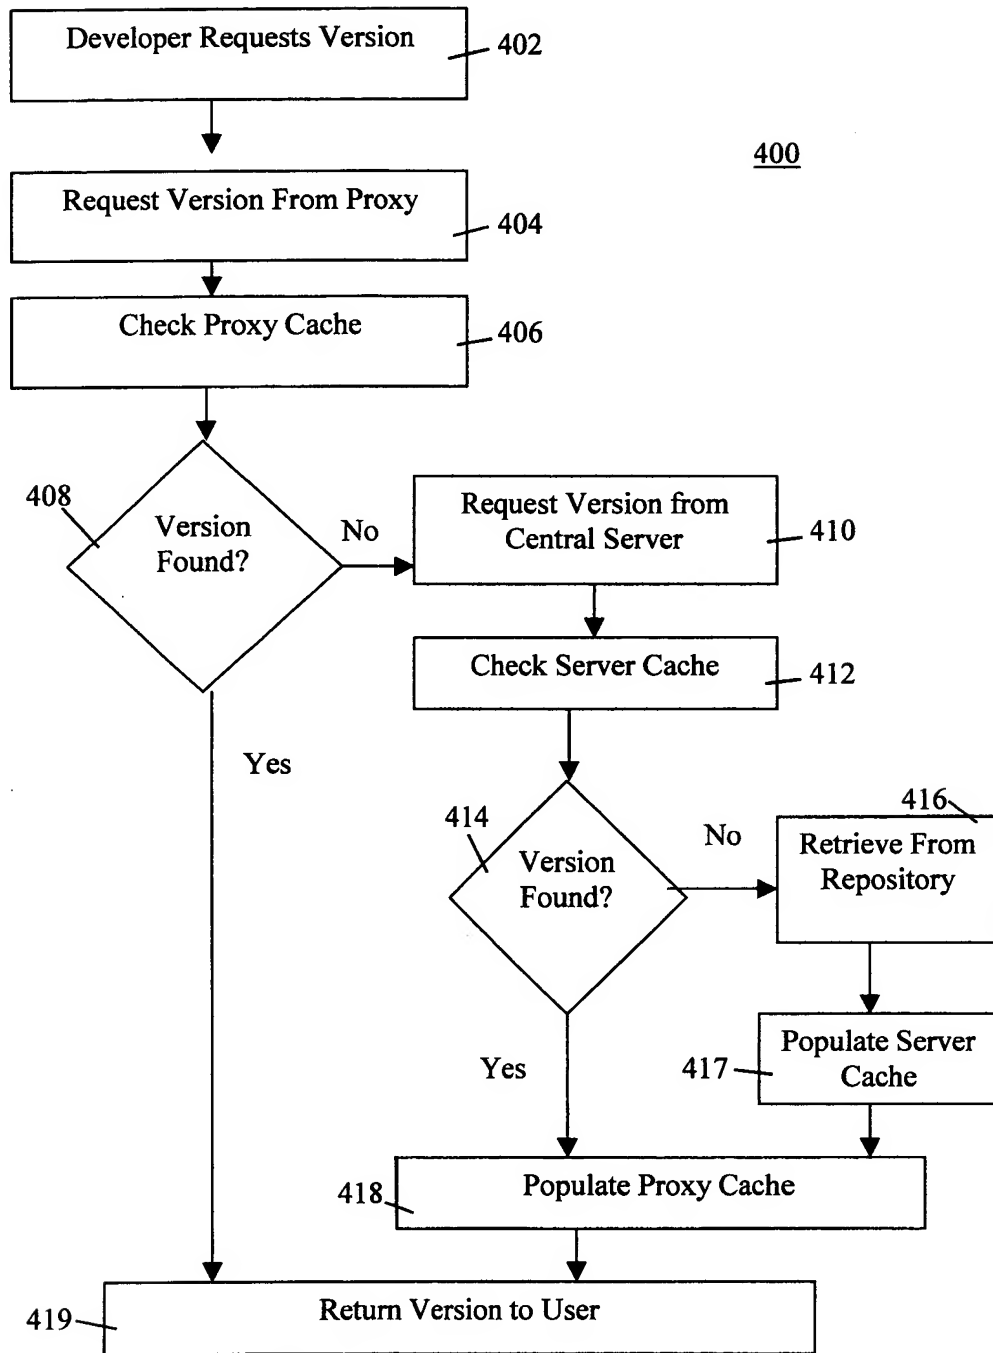 Developer Requests Version
402
400
Request Version From Proxy
404
Check Proxy Cache
406
408
Version
Found?
No
Request Version from
Central Server
410
Check Server Cache
412
Yes
414
Version
Found?
No
416
Retrieve From
Repository
Yes
417
Populate Server
Cache
418
Populate Proxy Cache
419
Return Version to User